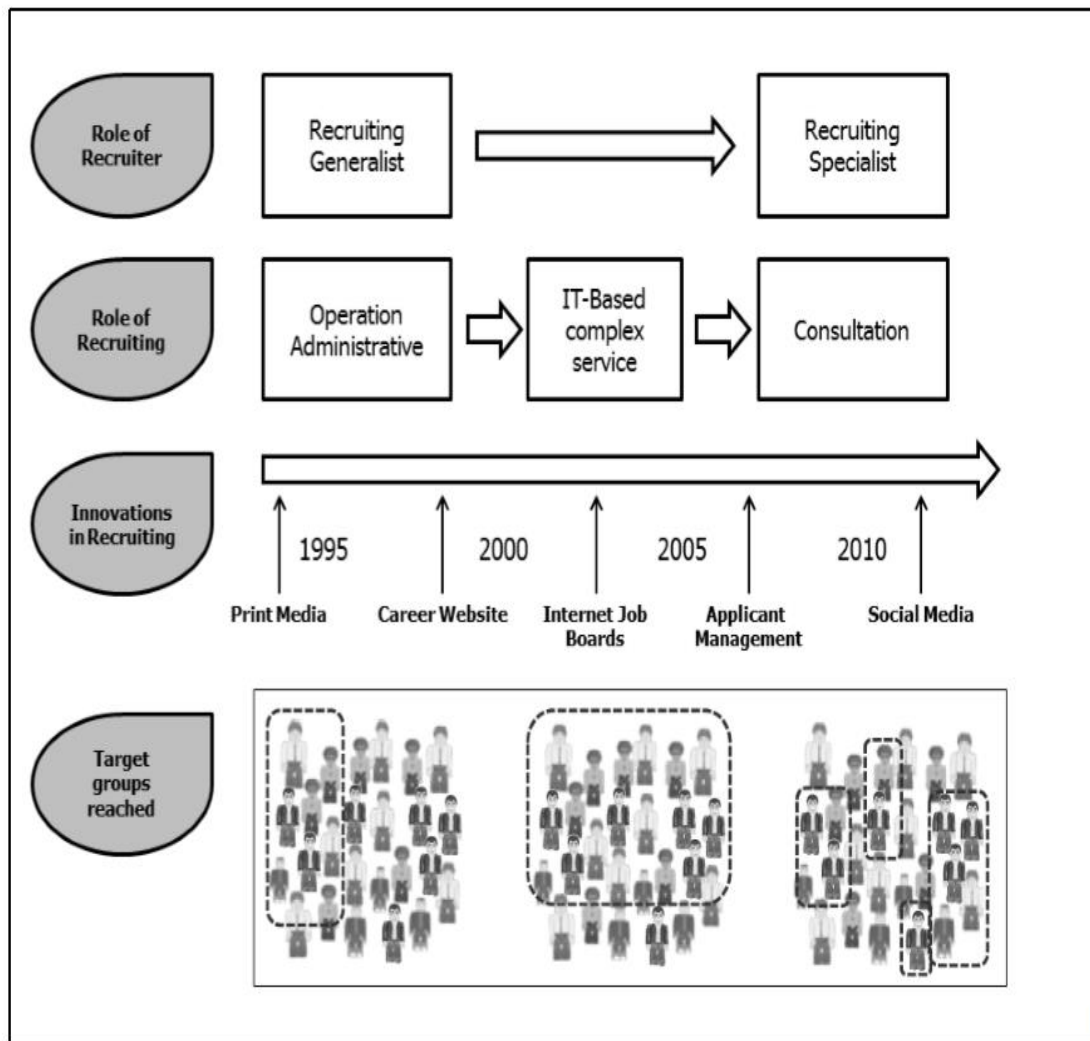 Role of
Recruiter
Recruiting
Generalist
Recruiting
Specialist
Role of
Recruiting
Operation
Administrative
IT-Based
complex
service
Consultation
Innovations
in Recruiting
1995
2000
2005
2010
Print Media
Career Website
Internet Job
Boards
Applicant
Management
Social Media
Target
groups
reached